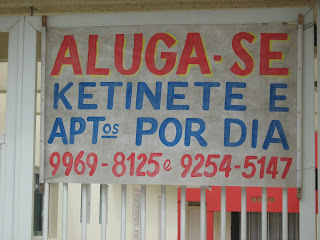 ALUGA-SE
KETINETE E
APTos POR DIA
9969-8125 e 9254-5147